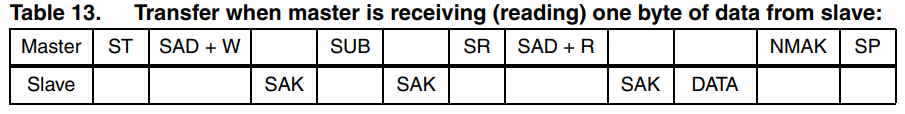 Table 13. Transfer when master is receiving (reading) one byte of data from slave:
Master ST SAD + W SUB SR SAD + R NMAK SP
Slave SAK SAK SAK DATA